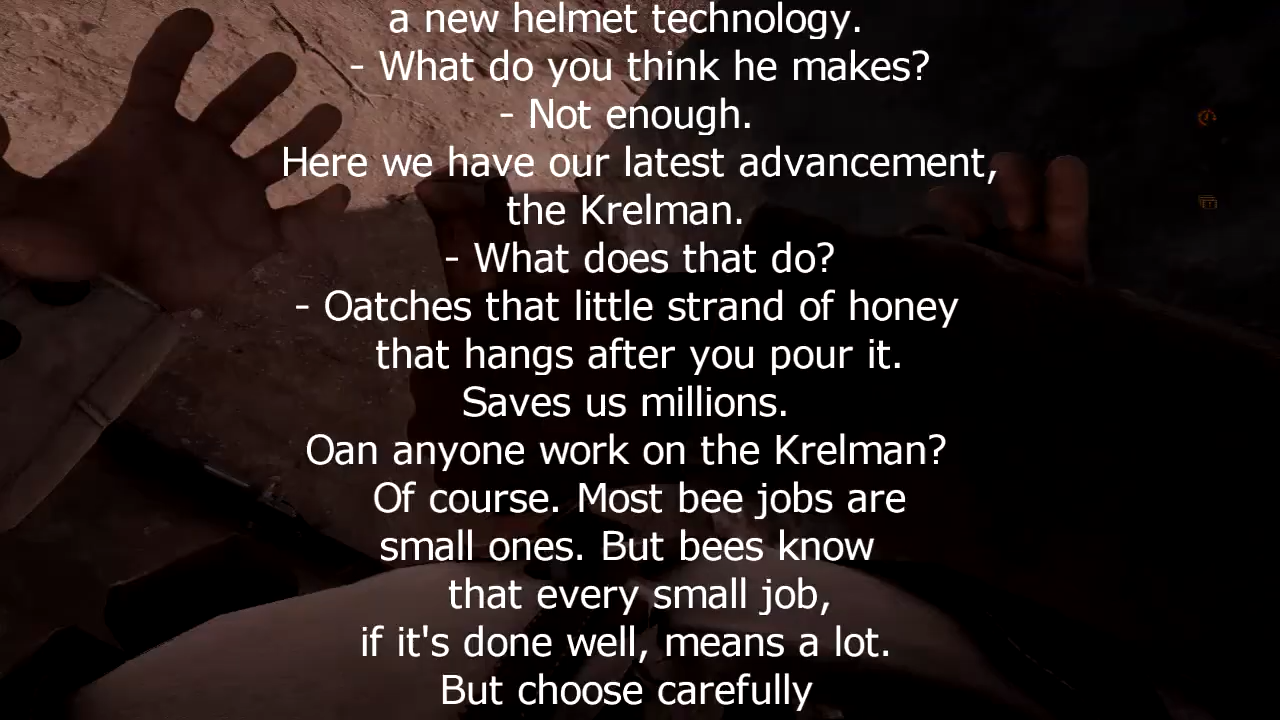 a new helmet technology.
- What do you think he makes?
- Not enough.
Here we have our latest advancement,
the Krelman.
- What does that do?
- Oatches that little strand of honey
that hangs after you pour it.
Saves us millions.
Oan anyone work on the Krelman?
Of course. Most bee jobs are
small ones. But bees know
that every small job,
if it's done well, means a lot.
But choose carefully